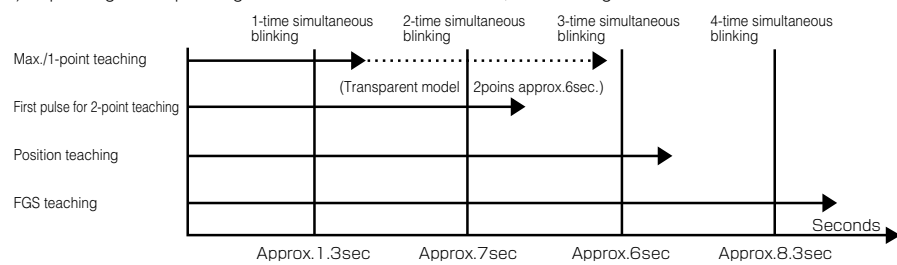 1-time simultaneous blinking
2-time simultaneous blinking
3-time simultaneous blinking
4-time simultaneous blinking
Max./1-point teaching
(Transparent model 2poins approx.6sec.)
First pulse for 2-point teaching
Position teaching
FGS teaching
Seconds
Approx.1.3sec
Approx.7sec
Approx.6sec
Approx.8.3sec